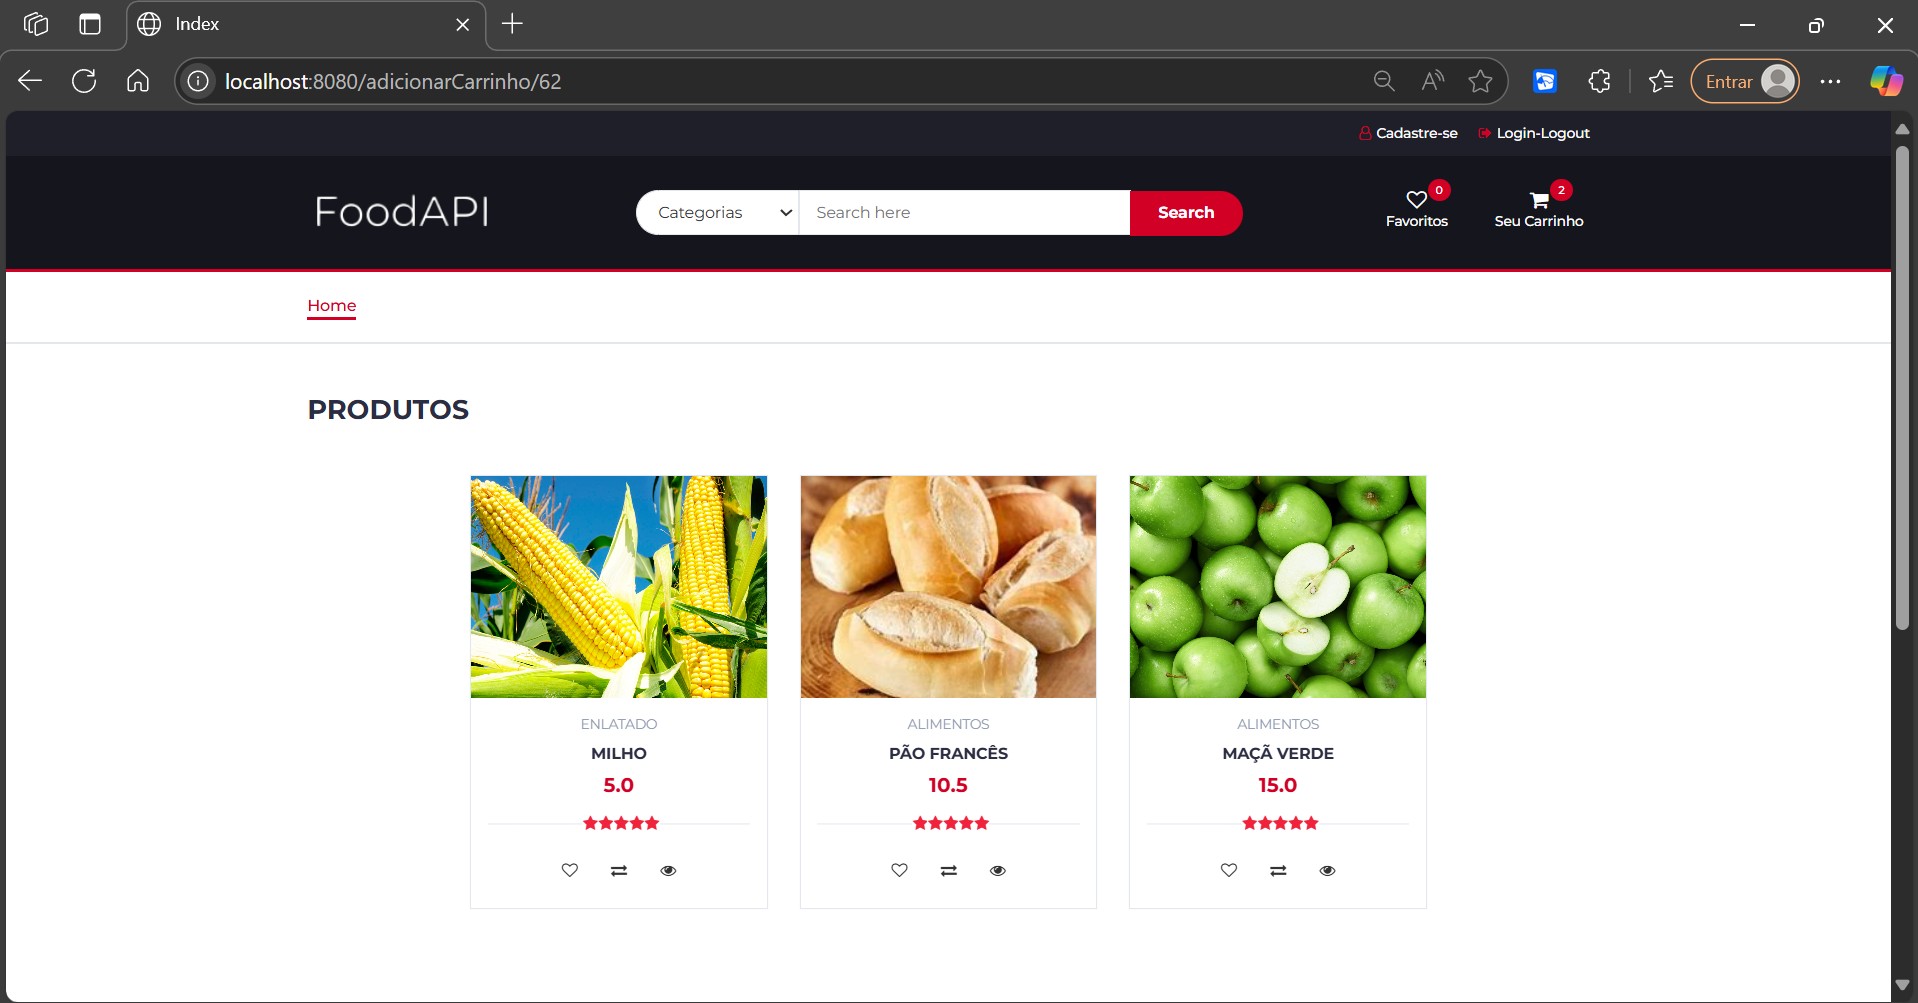 Index
localhost:8080/adicionarCarrinho/62
Entrar
Cadastre-se
Login-Logout
FoodAPI
Categorias
Search here
Search
0
Favoritos
2
Seu Carrinho
Home
PRODUTOS
ENLATADO
MILHO
5.0
ALIMENTOS
PÃO FRANCÊS
10.5
ALIMENTOS
MAÇÃ VERDE
15.0